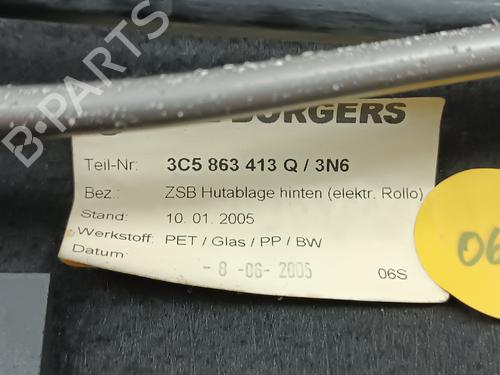 BURGERS
Teil-Nr: 3C5 863 413 Q / 3N6
Bez.: ZSB Hutablage hinten (elektr. Rollo)
Stand: 10. 01. 2005
Werkstoff: PET / Glas / PP / BW
Datum: - 8 -06- 2005 06S
06
B-PARTS